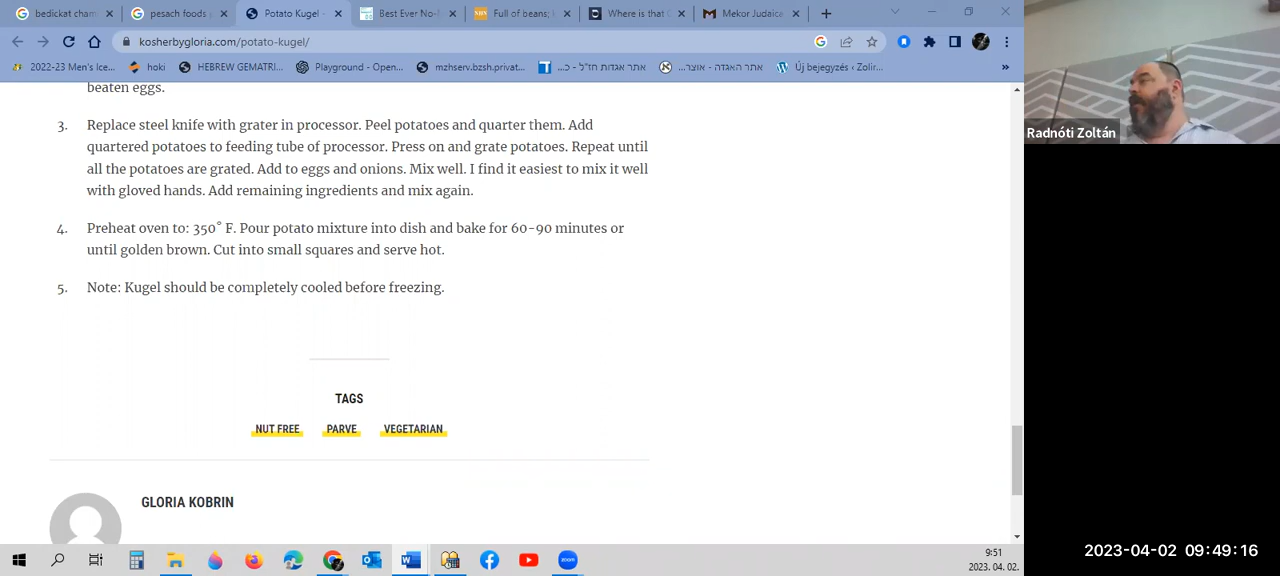 bedickat cham
pesach foods
Potato Kugel -
Best Ever No-
Full of beans;
Where is that
Mekor Judaica
kosherbygloria.com/potato-kugel/
2022-23 Men's Ice...
hoki
HEBREW GEMATRI...
Playground - Open...
mzhserv.bzsh.privat...
אתר אגדות חז"ל - כ...
אתר האגדה - אוצר...
Új bejegyzés ‹ Zolir...
»
beaten eggs.
3. Replace steel knife with grater in processor. Peel potatoes and quarter them. Add
quartered potatoes to feeding tube of processor. Press on and grate potatoes. Repeat until
all the potatoes are grated. Add to eggs and onions. Mix well. I find it easiest to mix it well
with gloved hands. Add remaining ingredients and mix again.
4. Preheat oven to: 350° F. Pour potato mixture into dish and bake for 60-90 minutes or
until golden brown. Cut into small squares and serve hot.
5. Note: Kugel should be completely cooled before freezing.
TAGS
NUT FREE PARVE VEGETARIAN
GLORIA KOBRIN
Radnóti Zoltán
9:51
2023. 04. 02.
2023-04-02 09:49:16